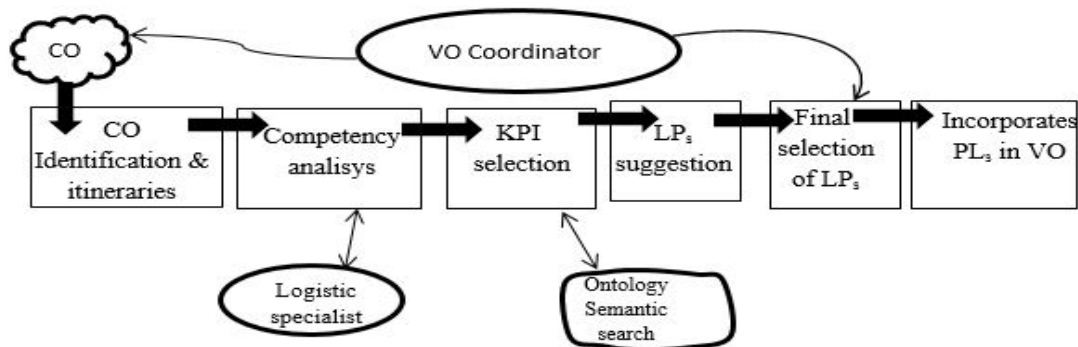 CO
VO Coordinator
CO
Identification &
itineraries
Competency
analisys
KPI
selection
LPs
suggestion
Final
selection
of LPs
Incorporates
PLs in VO
Logistic
specialist
Ontology
Semantic
search